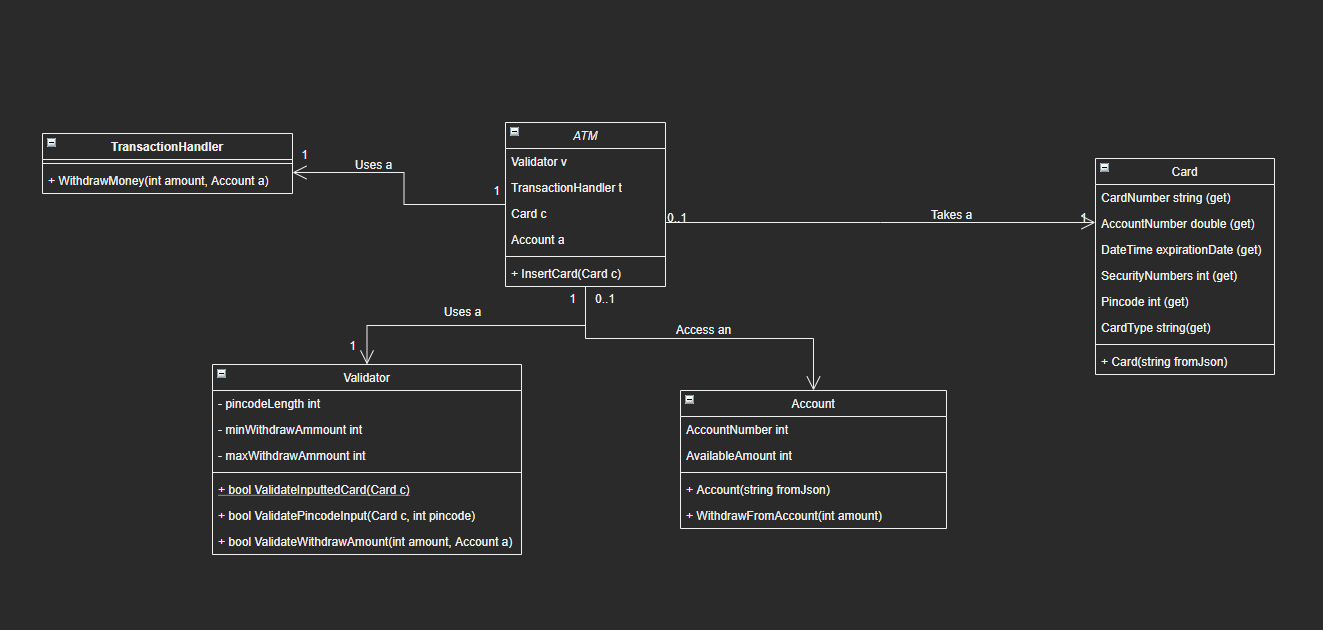 TransactionHandler
+ WithdrawMoney(int amount, Account a)
1
Uses a
1
ATM
Validator v
TransactionHandler t
Card c
Account a
+ InsertCard(Card c)
0..1
Takes a
1
Card
CardNumber string (get)
AccountNumber double (get)
DateTime expirationDate (get)
SecurityNumbers int (get)
Pincode int (get)
CardType string(get)
+ Card(string fromJson)
1
0..1
Uses a
Access an
1
Validator
- pincodeLength int
- minWithdrawAmmount int
- maxWithdrawAmmount int
+ bool ValidateInputtedCard(Card c)
+ bool ValidatePincodeInput(Card c, int pincode)
+ bool ValidateWithdrawAmount(int amount, Account a)
Account
AccountNumber int
AvailableAmount int
+ Account(string fromJson)
+ WithdrawFromAccount(int amount)